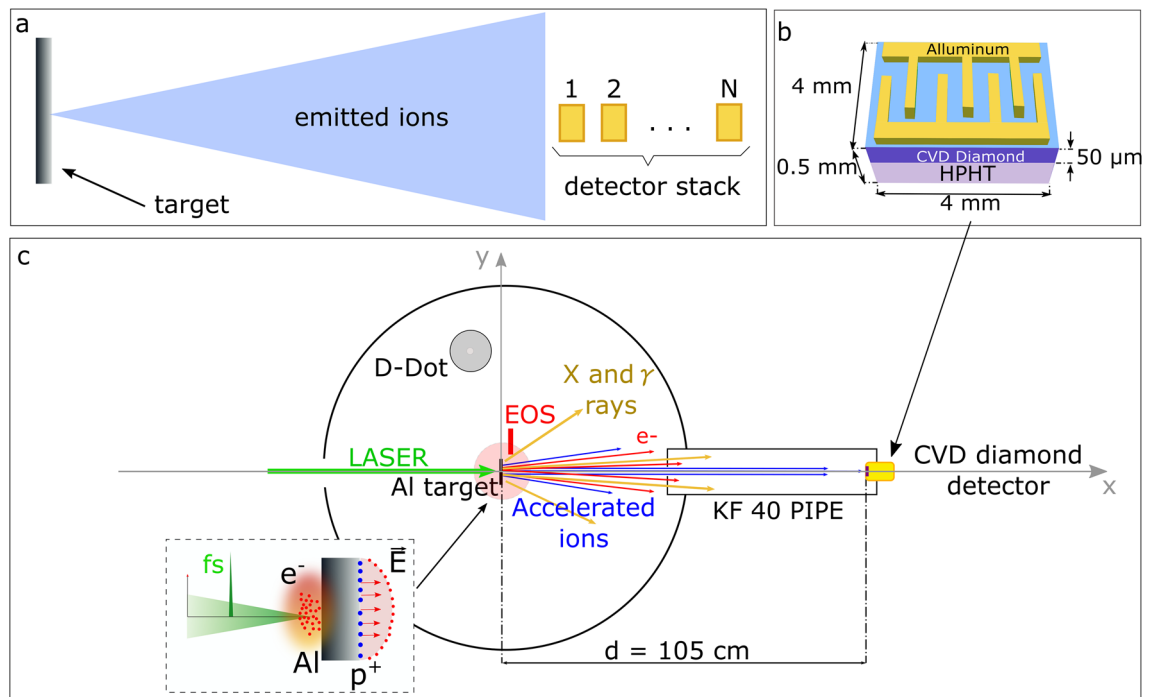 a
emitted ions
1 2 . . . N
detector stack
target
b
Alluminum
4 mm
CVD Diamond
50 µm
0.5 mm
HPHT
4 mm
c
y
D-Dot
X and γ
rays
EOS
e-
LASER
CVD diamond
detector
x
Al target
Accelerated
ions
KF 40 PIPE
fs
e-
E
Al
p+
d = 105 cm